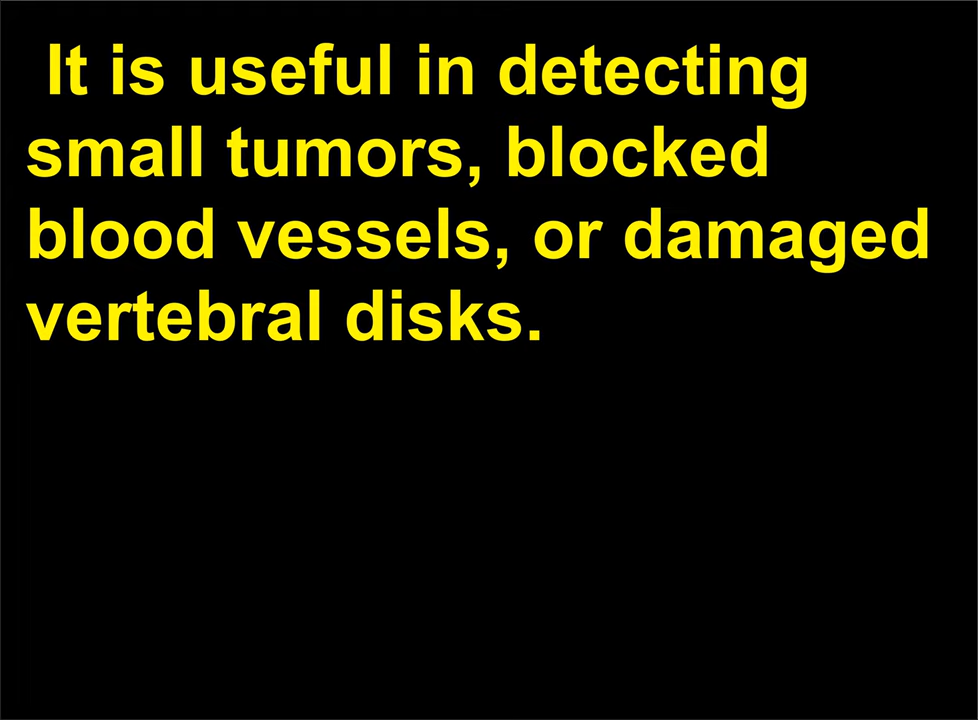 It is useful in detecting
small tumors, blocked
blood vessels, or damaged
vertebral disks.